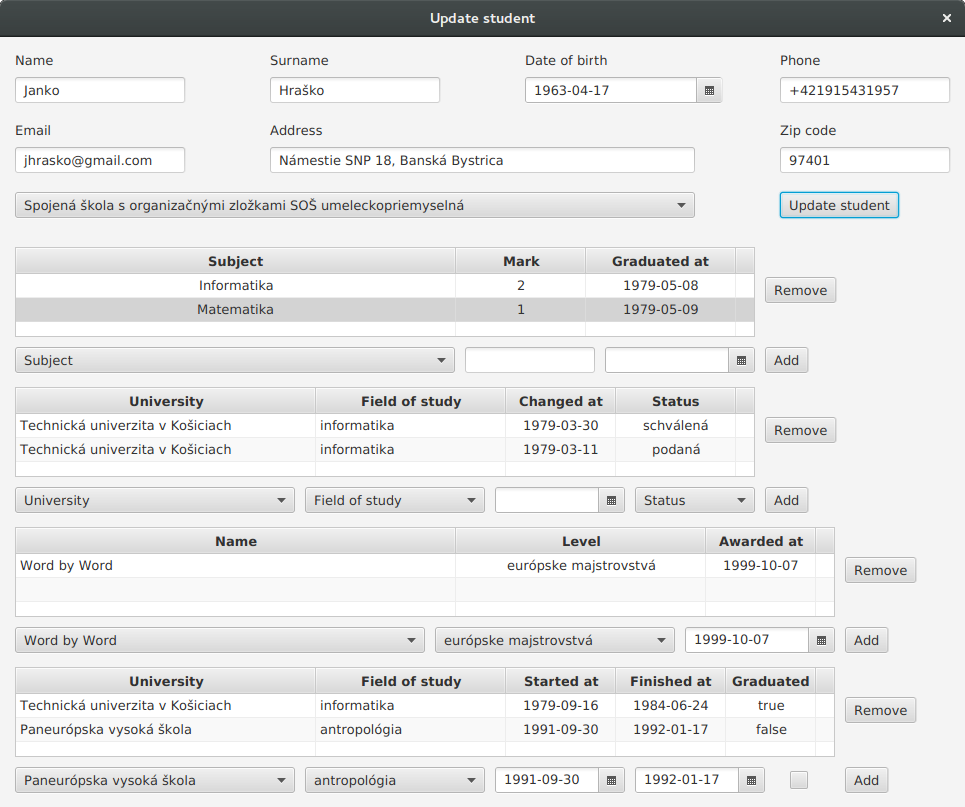 Update student ×
Name Surname Date of birth Phone
Janko Hraško 1963-04-17 +421915431957
Email Address Zip code
jhrasko@gmail.com Námestie SNP 18, Banská Bystrica 97401
Spojená škola s organizačnými zložkami SOŠ umeleckopriemyselná Update student
Subject Mark Graduated at
Informatika 2 1979-05-08
Remove
Matematika 1 1979-05-09
Subject Add
University Field of study Changed at Status
Technická univerzita v Košiciach informatika 1979-03-30 schválená
Remove
Technická univerzita v Košiciach informatika 1979-03-11 podaná
University Field of study Status Add
Name Level Awarded at
Word by Word európske majstrovstvá 1999-10-07
Remove
Word by Word európske majstrovstvá 1999-10-07 Add
University Field of study Started at Finished at Graduated
Technická univerzita v Košiciach informatika 1979-09-16 1984-06-24 true
Remove
Paneurópska vysoká škola antropológia 1991-09-30 1992-01-17 false
Paneurópska vysoká škola antropológia 1991-09-30 1992-01-17 Add